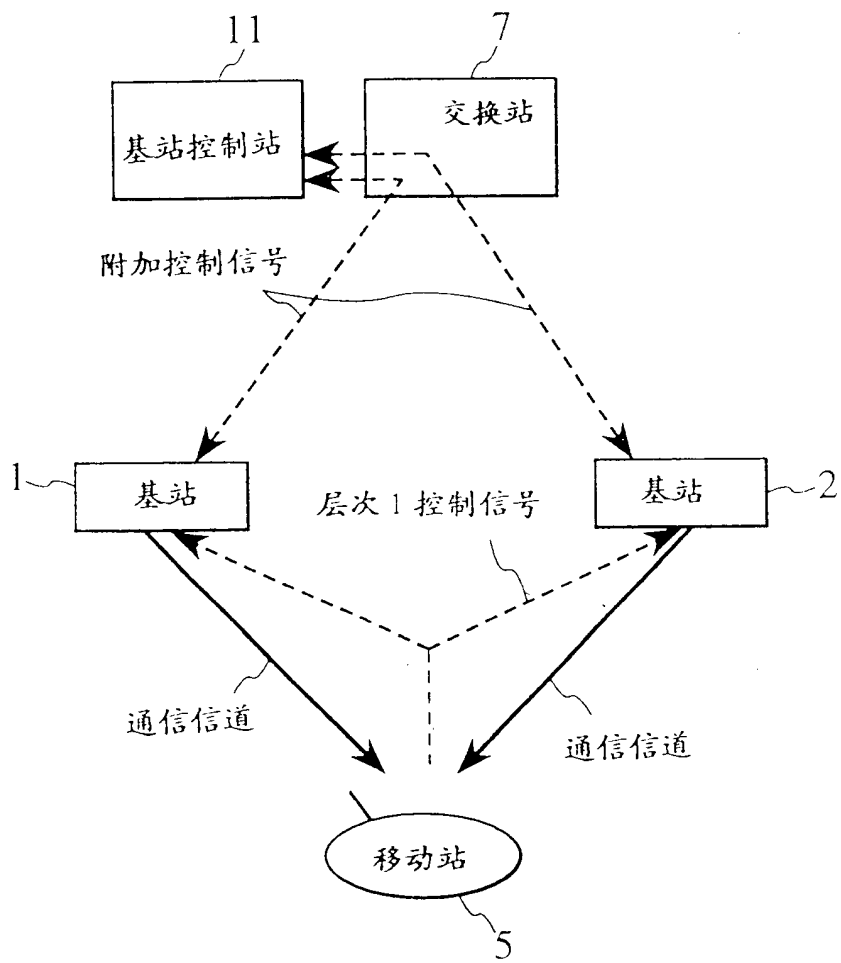 11
7
基站控制站
交换站
附加控制信号
1
基站
层次1控制信号
基站
2
通信信道
通信信道
移动站
5